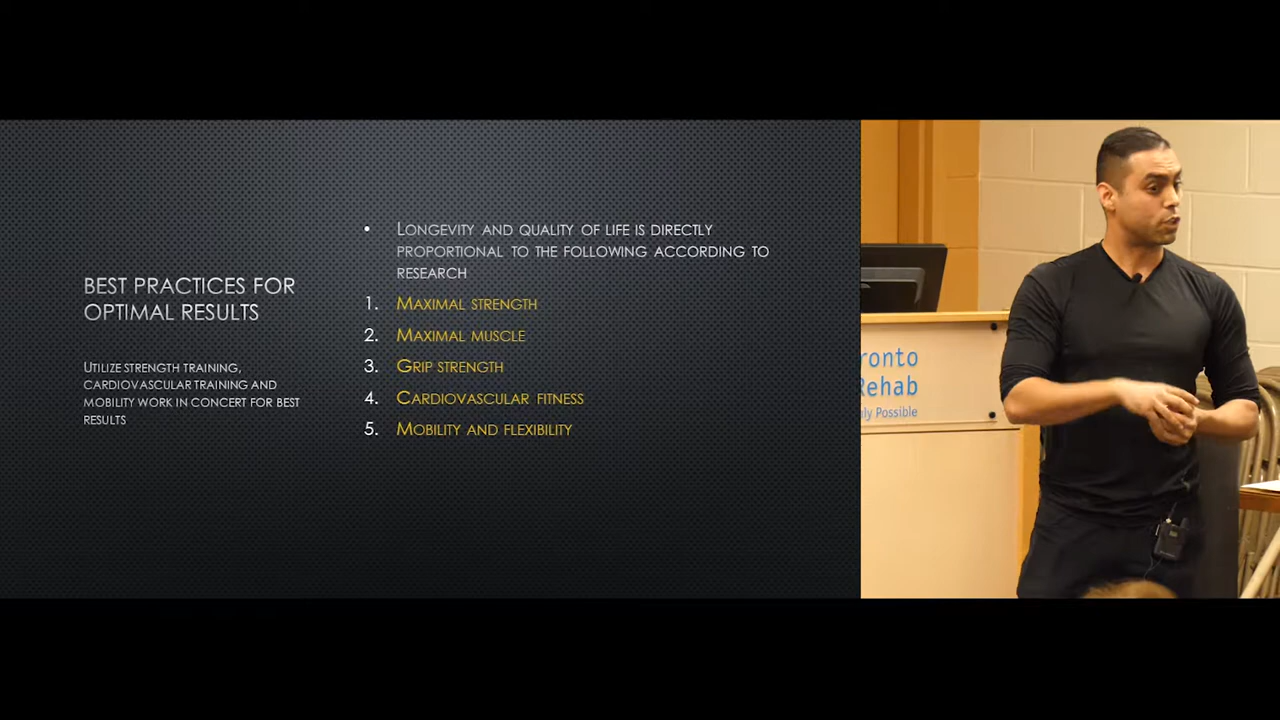 BEST PRACTICES FOR
OPTIMAL RESULTS
UTILIZE STRENGTH TRAINING,
CARDIOVASCULAR TRAINING AND
MOBILITY WORK IN CONCERT FOR BEST
RESULTS
• LONGEVITY AND QUALITY OF LIFE IS DIRECTLY
PROPORTIONAL TO THE FOLLOWING ACCORDING TO
RESEARCH
1. MAXIMAL STRENGTH
2. MAXIMAL MUSCLE
3. GRIP STRENGTH
4. CARDIOVASCULAR FITNESS
5. MOBILITY AND FLEXIBILITY
ronto
Rehab
ly Possible